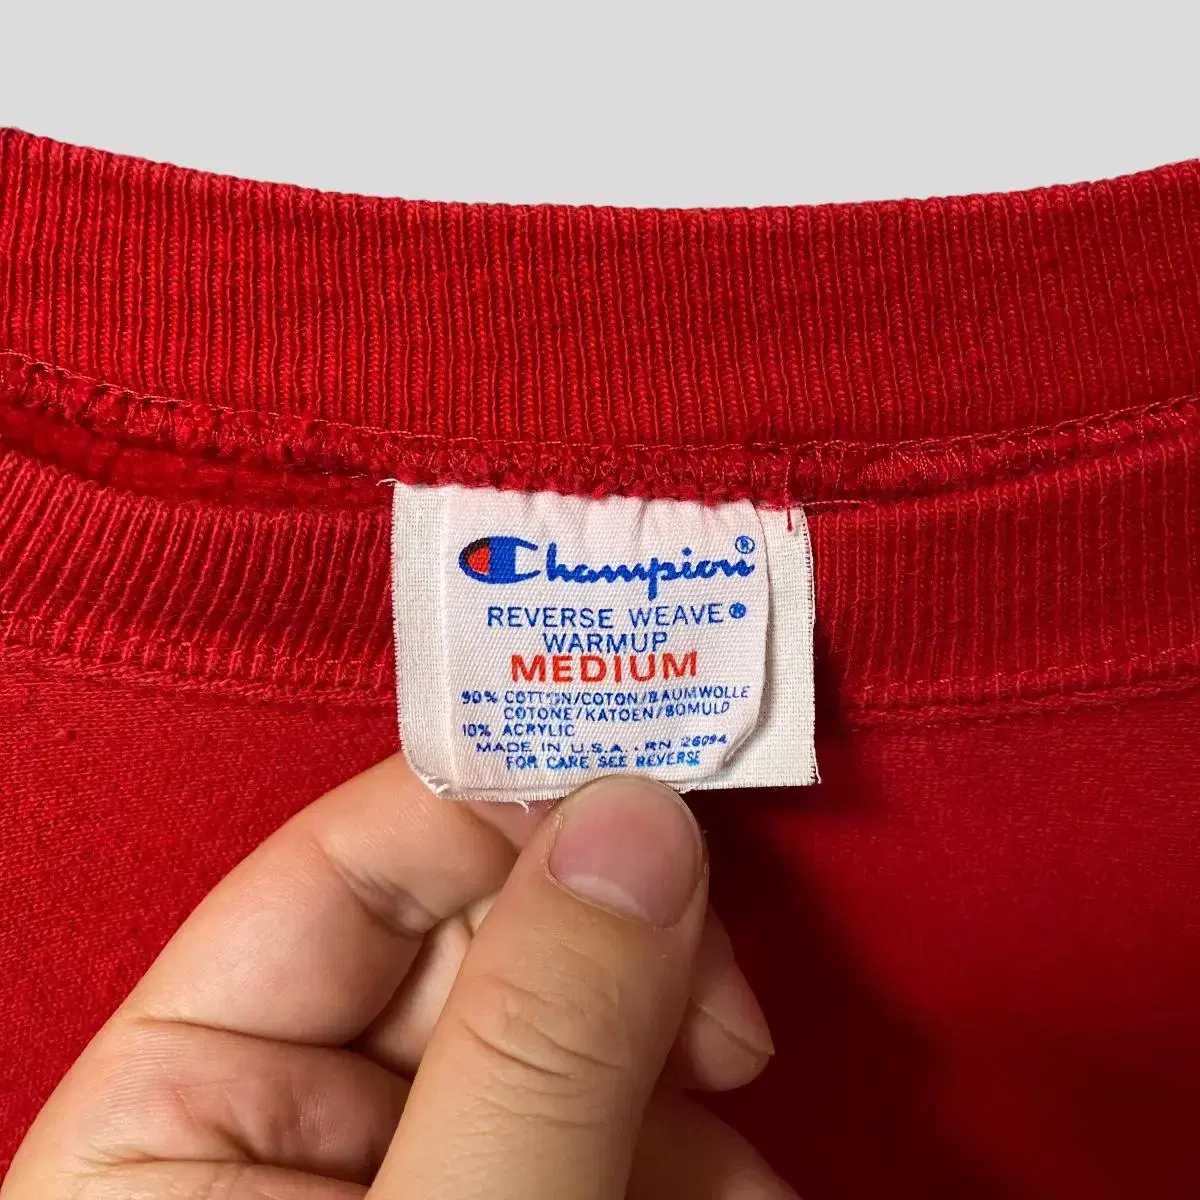 Champion®
REVERSE WEAVE®
WARMUP
MEDIUM
90% COTTON/COTON/BAUMWOLLE
COTONE/KATOEN/BOMULD
10% ACRYLIC
MADE IN U.S.A. RN 26094
FOR CARE SEE REVERSE